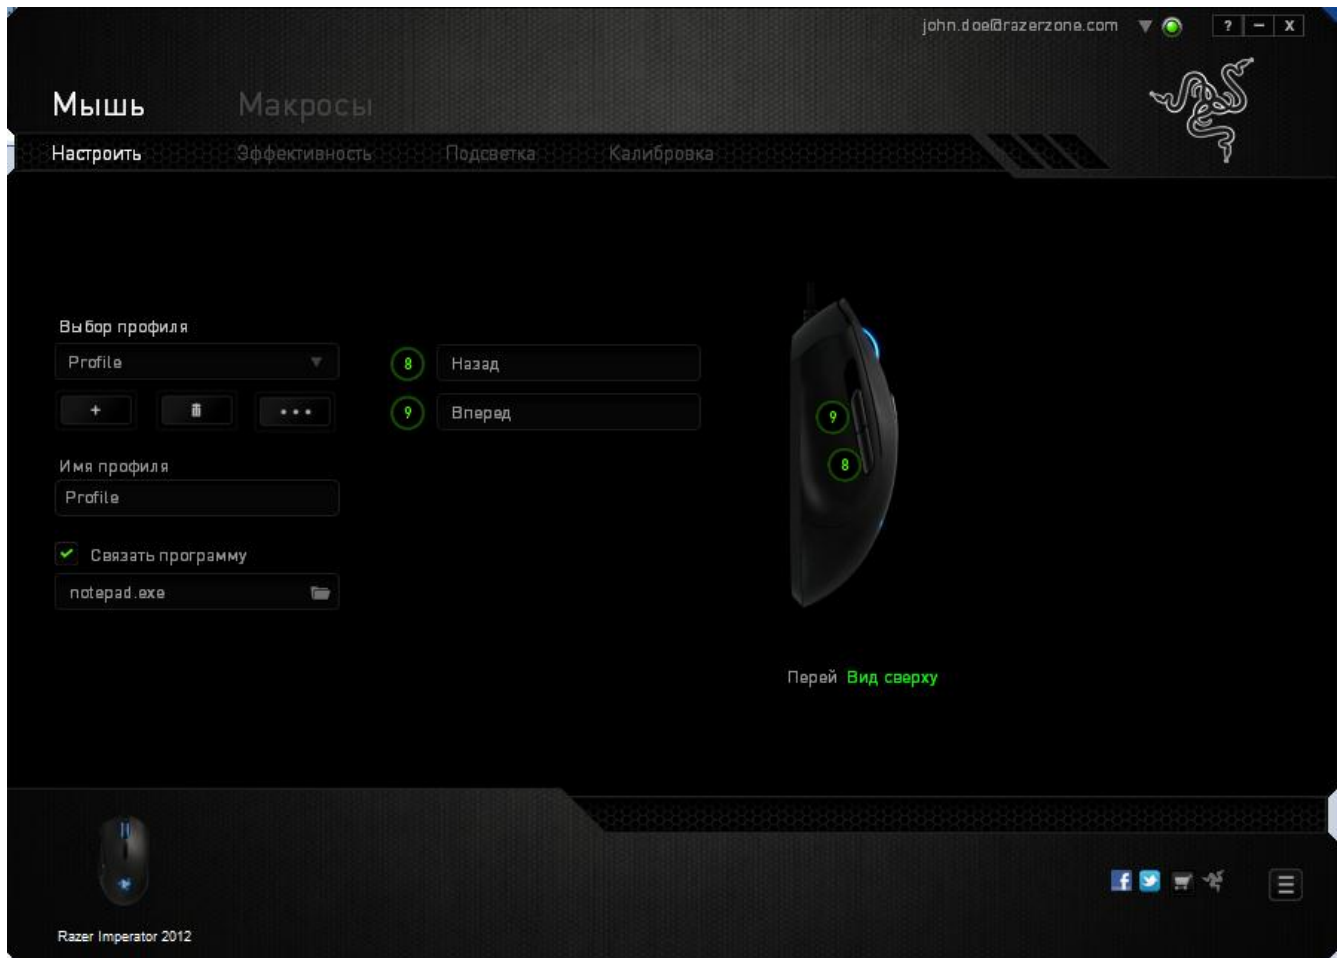 john.doe@razerzone.com
? – X
Мышь Макросы
Настроить Эффективность Подсветка Калибровка
Выбор профиля
Profile
8 Назад
+ •••
9 Вперед
9
8
Имя профиля
Profile
Связать программу
notepad.exe
Перей Вид сверху
Razer Imperator 2012